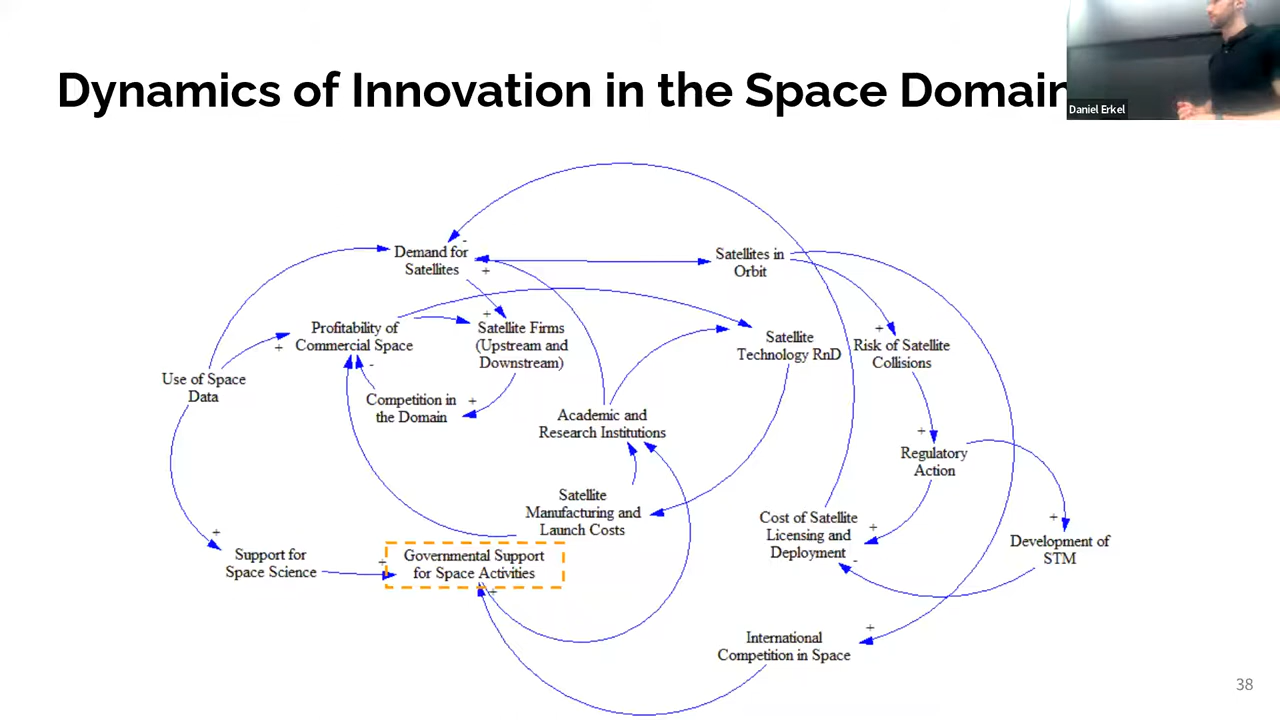 Dynamics of Innovation in the Space Domain
Daniel Erkel
-
Demand for
Satellites
+
Satellites in
Orbit
Profitability of
Commercial Space
+
-
+
Satellite Firms
(Upstream and
Downstream)
Satellite
Technology RnD
+
Risk of Satellite
Collisions
Use of Space
Data
Competition in
the Domain
+
Academic and
Research Institutions
+
Regulatory
Action
Satellite
Manufacturing and
Launch Costs
Cost of Satellite
Licensing and
Deployment
+
-
+
Development of
STM
+
Support for
Space Science
+
Governmental Support
for Space Activities
+
International
Competition in Space
+
38